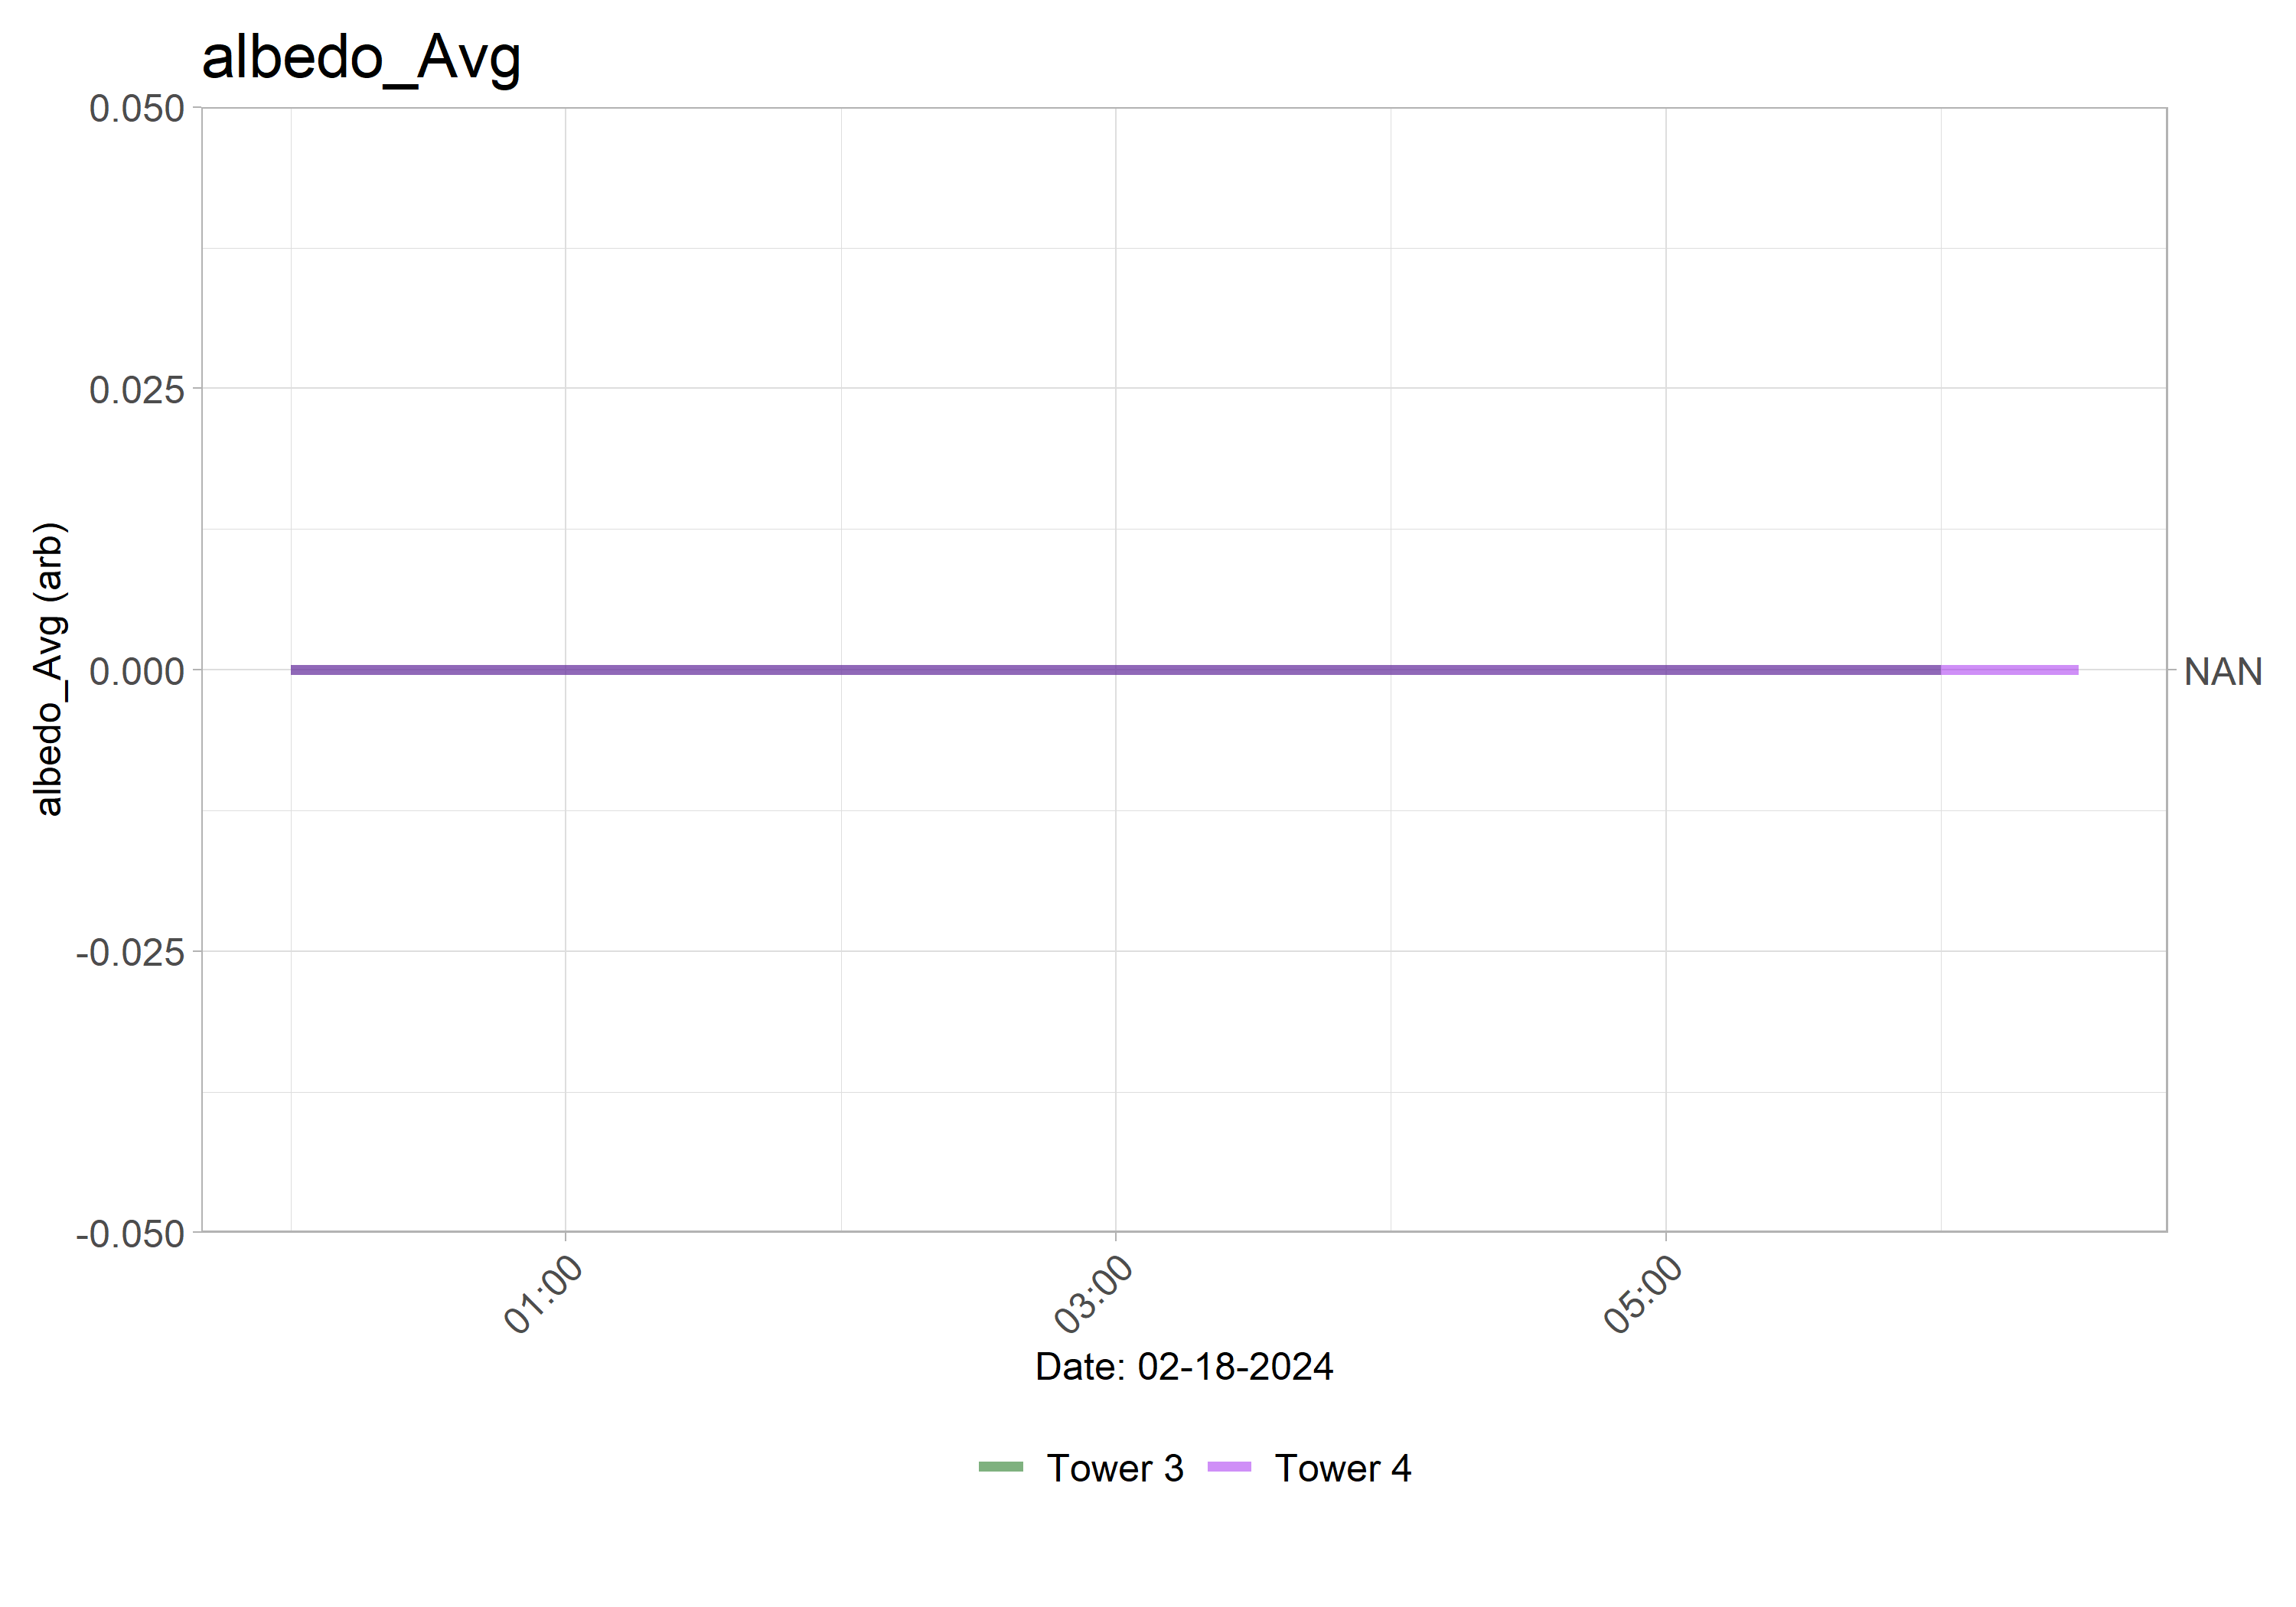 albedo_Avg
0.050
0.025
0.000
-0.025
-0.050
albedo_Avg (arb)
NAN
01:00
03:00
05:00
Date: 02-18-2024
Tower 3
Tower 4